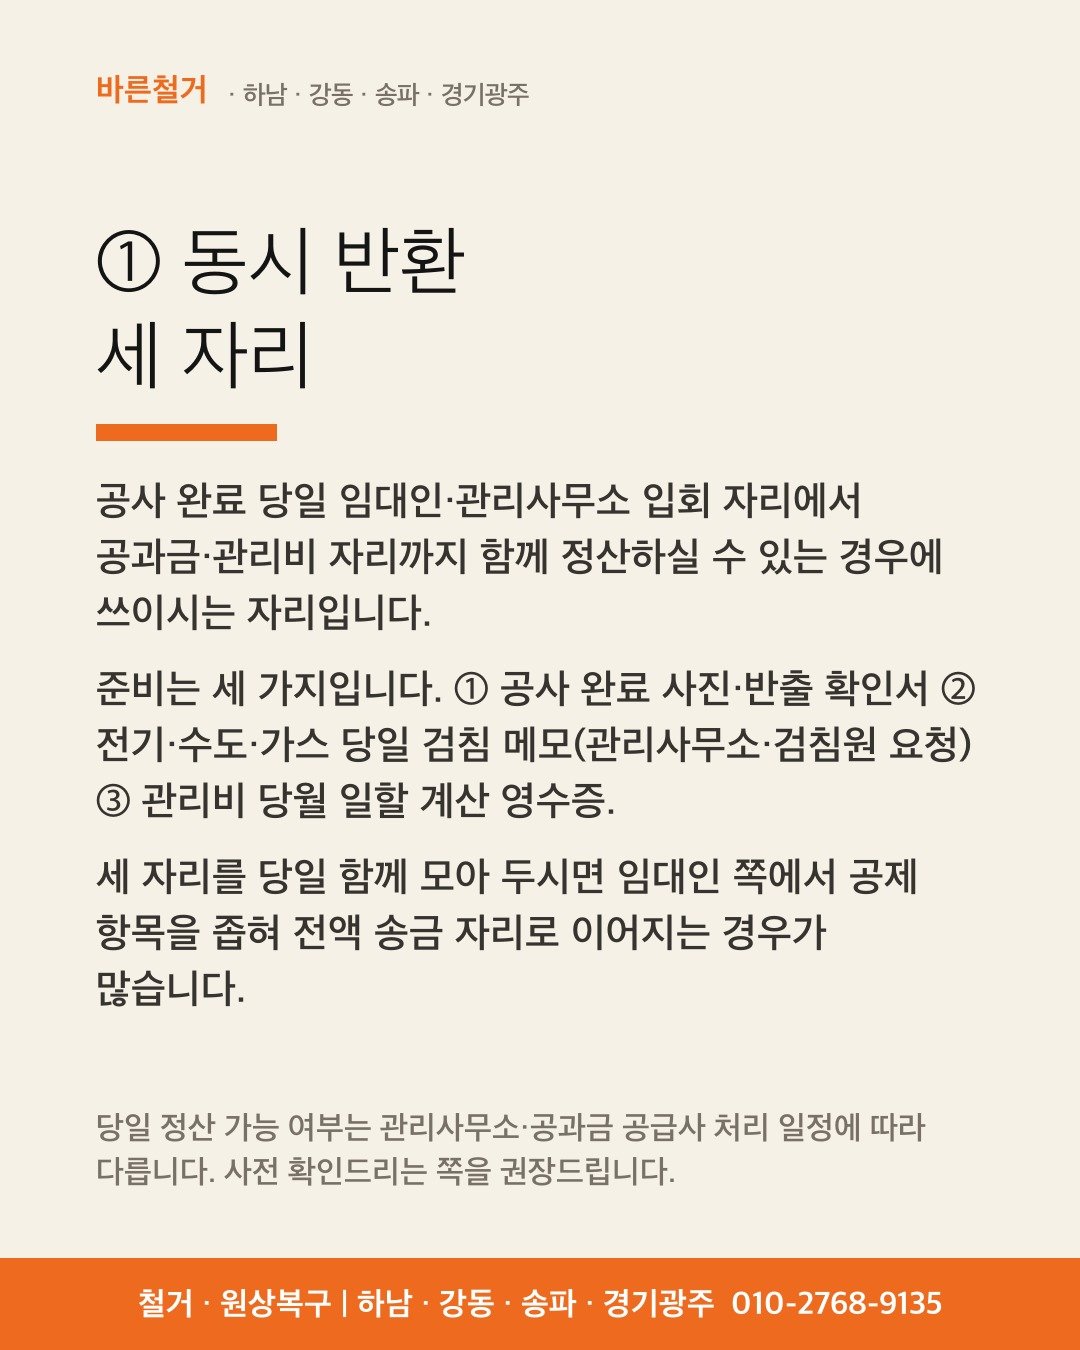 바른철거 · 하남 · 강동 · 송파 · 경기광주
① 동시 반환
세 자리
공사 완료 당일 임대인·관리사무소 입회 자리에서
공과금·관리비 자리까지 함께 정산하실 수 있는 경우에
쓰이시는 자리입니다.
준비는 세 가지입니다. ① 공사 완료 사진·반출 확인서 ②
전기·수도·가스 당일 검침 메모(관리사무소·검침원 요청)
③ 관리비 당월 일할 계산 영수증.
세 자리를 당일 함께 모아 두시면 임대인 쪽에서 공제
항목을 좁혀 전액 송금 자리로 이어지는 경우가
많습니다.
당일 정산 가능 여부는 관리사무소·공과금 공급사 처리 일정에 따라
다릅니다. 사전 확인드리는 쪽을 권장드립니다.
철거 · 원상복구 | 하남 · 강동 · 송파 · 경기광주 010-2768-9135